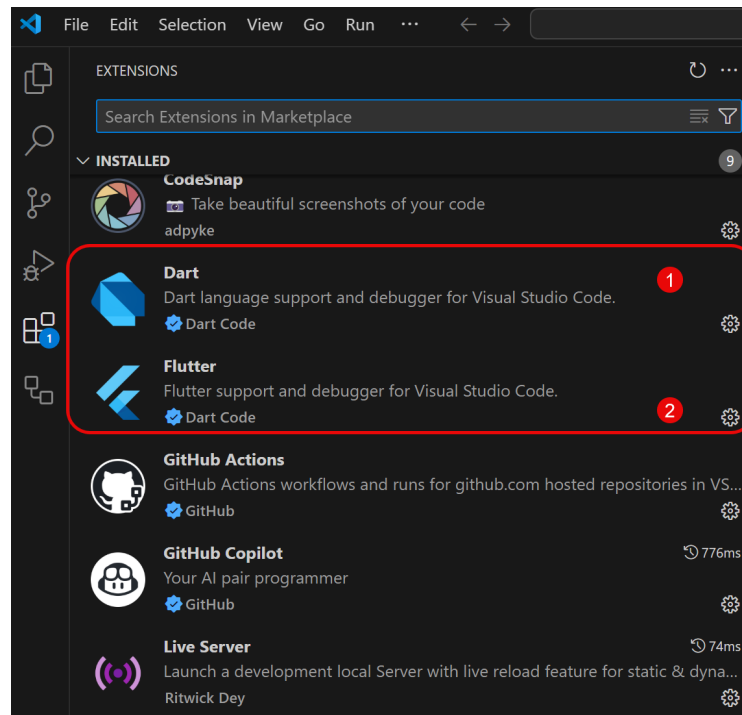 File Edit Selection View Go Run ···
EXTENSIONS ···
Search Extensions in Marketplace
INSTALLED 9
CodeSnap
📷 Take beautiful screenshots of your code
adpyke
Dart 1
Dart language support and debugger for Visual Studio Code.
Dart Code
1
Flutter
Flutter support and debugger for Visual Studio Code.
Dart Code 2
GitHub Actions
GitHub Actions workflows and runs for github.com hosted repositories in VS...
GitHub
GitHub Copilot 776ms
Your AI pair programmer
GitHub
Live Server 74ms
Launch a development local Server with live reload feature for static & dyna...
Ritwick Dey